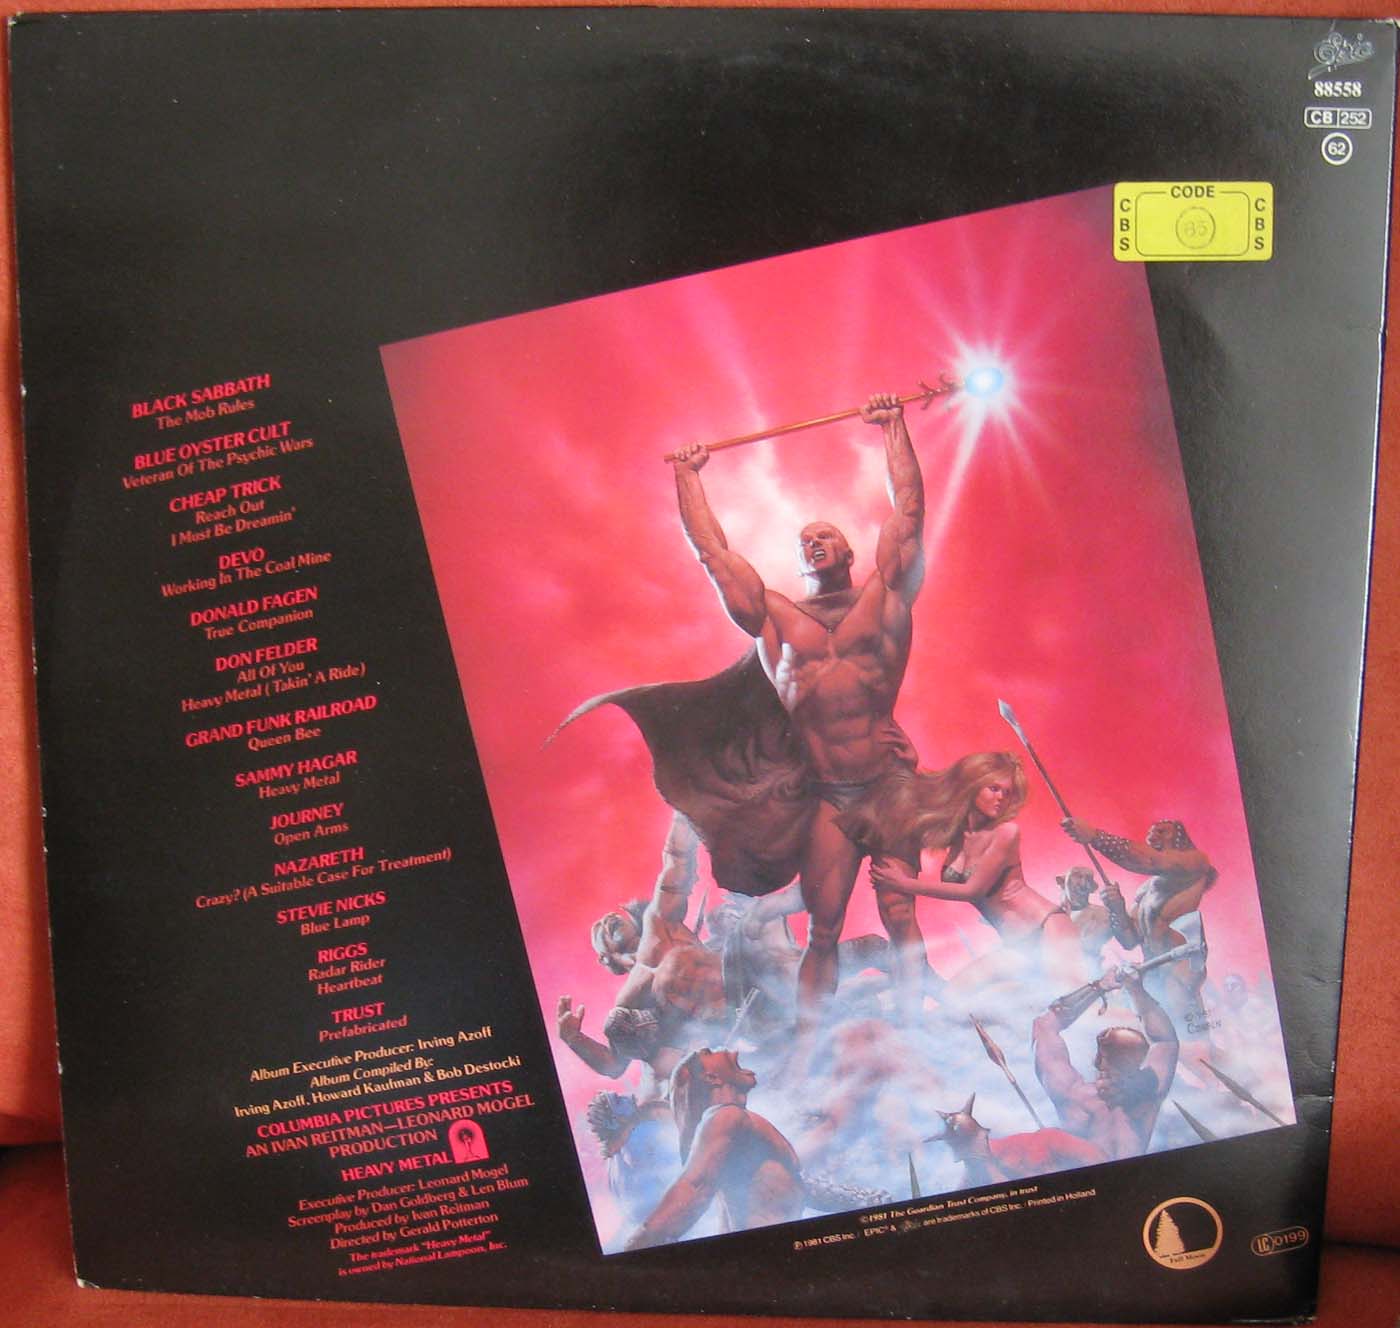 Epic
88558
CB 252
62
CODE
CBS
85
CBS
BLACK SABBATH
The Mob Rules
BLUE OYSTER CULT
Veteran Of The Psychic Wars
CHEAP TRICK
Reach Out
I Must Be Dreamin'
DEVO
Working In The Coal Mine
DONALD FAGEN
True Companion
DON FELDER
All Of You
Heavy Metal (Takin' A Ride)
GRAND FUNK RAILROAD
Queen Bee
SAMMY HAGAR
Heavy Metal
JOURNEY
Open Arms
NAZARETH
Crazy? (A Suitable Case For Treatment)
STEVIE NICKS
Blue Lamp
RIGGS
Radar Rider
Heartbeat
TRUST
Prefabricated
Album Executive Producer: Irving Azoff
Album Compiled By:
Irving Azoff, Howard Kaufman & Bob Destocki
COLUMBIA PICTURES PRESENTS
AN IVAN REITMAN—LEONARD MOGEL
PRODUCTION
HEAVY METAL
Executive Producer: Leonard Mogel
Screenplay by Dan Goldberg & Len Blum
Produced by Ivan Reitman
Directed by Gerald Potterton
The trademark "Heavy Metal"
is owned by National Lampoon, Inc.
© 1981
CORBEN
© 1981 The Guardian Trust Company, in trust
℗ 1981 CBS Inc. / EPIC® & Epic are trademarks of CBS Inc. / Printed in Holland
Full Moon
LC 0199